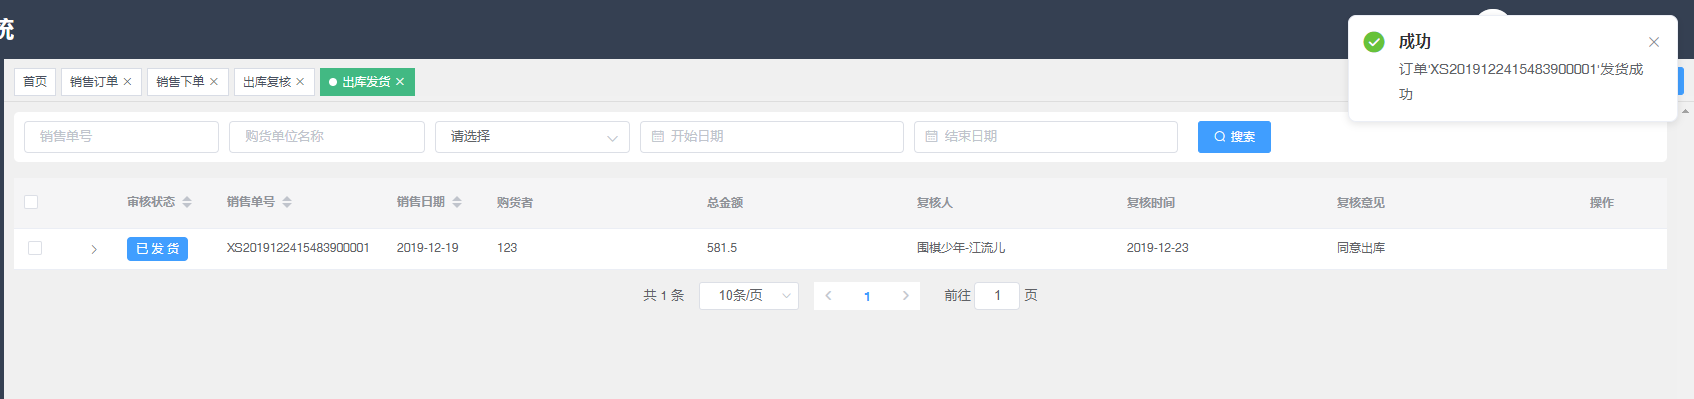 统
成功
订单'XS2019122415483900001'发货成
功
首页 销售订单 销售下单 出库复核 出库发货
销售单号 购货单位名称 请选择 开始日期 结束日期 搜索
审核状态 销售单号 销售日期 购货者 总金额 复核人 复核时间 复核意见 操作
已发货 XS2019122415483900001 2019-12-19 123 581.5 围棋少年-江流儿 2019-12-23 同意出库
共 1 条 10条/页 1 前往 1 页